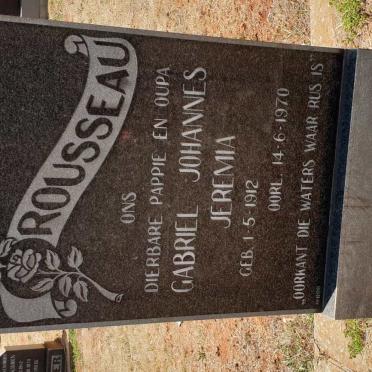 ROUSSEAU
ONS
DIERBARE PAPPIE EN OUPA
GABRIEL JOHANNES
JEREMIA
GEB. 1-5-1912
OORL. 14-6-1970
„OORKANT DIE WATERS WAAR RUS IS"